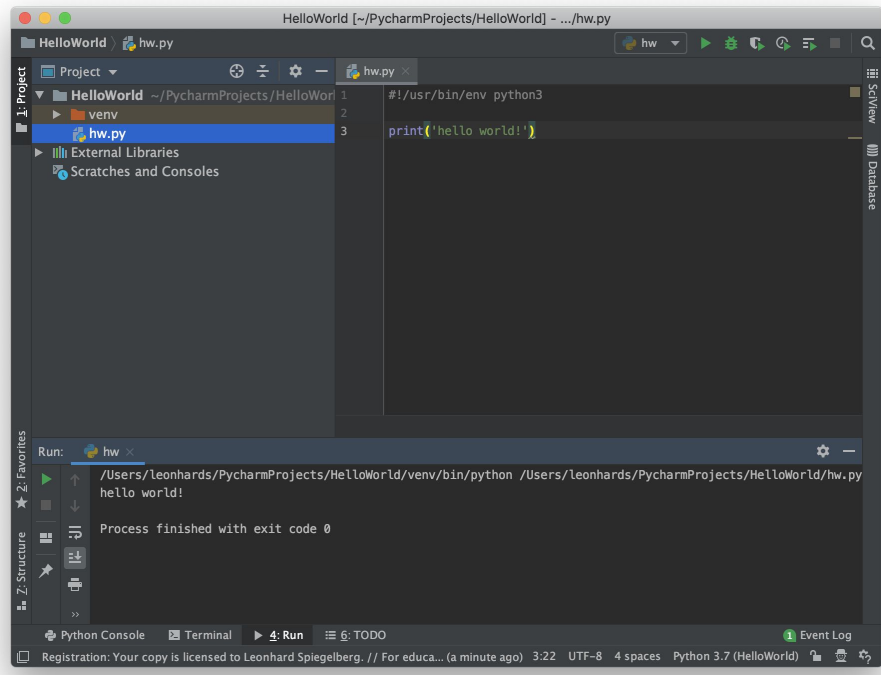 HelloWorld [~/PycharmProjects/HelloWorld] - .../hw.py
HelloWorld hw.py
hw
1: Project
Project
HelloWorld ~/PycharmProjects/HelloWorl
venv
hw.py
External Libraries
Scratches and Consoles
hw.py
1 #!/usr/bin/env python3
2
3 print('hello world!')
SciView
Database
2: Favorites
Z: Structure
Run: hw
/Users/leonhards/PycharmProjects/HelloWorld/venv/bin/python /Users/leonhards/PycharmProjects/HelloWorld/hw.py
hello world!
Process finished with exit code 0
Python Console Terminal 4: Run 6: TODO 1 Event Log
Registration: Your copy is licensed to Leonhard Spiegelberg. // For educa... (a minute ago) 3:22 UTF-8 4 spaces Python 3.7 (HelloWorld)